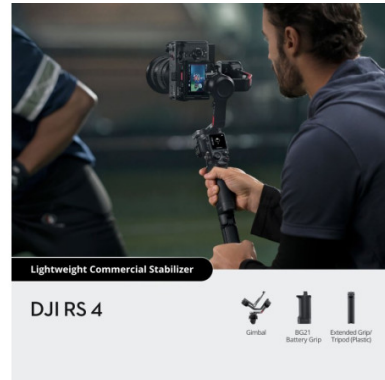 Lightweight Commercial Stabilizer
DJI RS 4
Gimbal
BG21
Battery Grip
Extended Grip/
Tripod (Plastic)